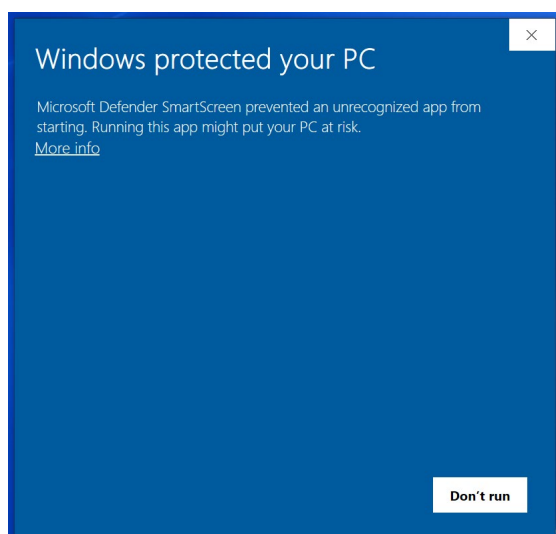 Windows protected your PC
Microsoft Defender SmartScreen prevented an unrecognized app from
starting. Running this app might put your PC at risk.
More info
Don't run